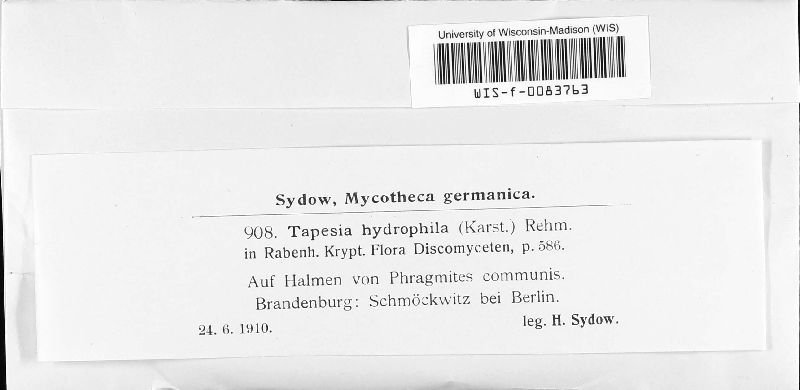 University of Wisconsin-Madison (WIS)
WIS-f-0083763
Sydow, Mycotheca germanica.
908. Tapesia hydrophila (Karst.) Rehm.
in Rabenh. Krypt. Flora Discomyceten, p. 586.
Auf Halmen von Phragmites communis.
Brandenburg: Schmöckwitz bei Berlin.
24. 6. 1910. leg. H. Sydow.